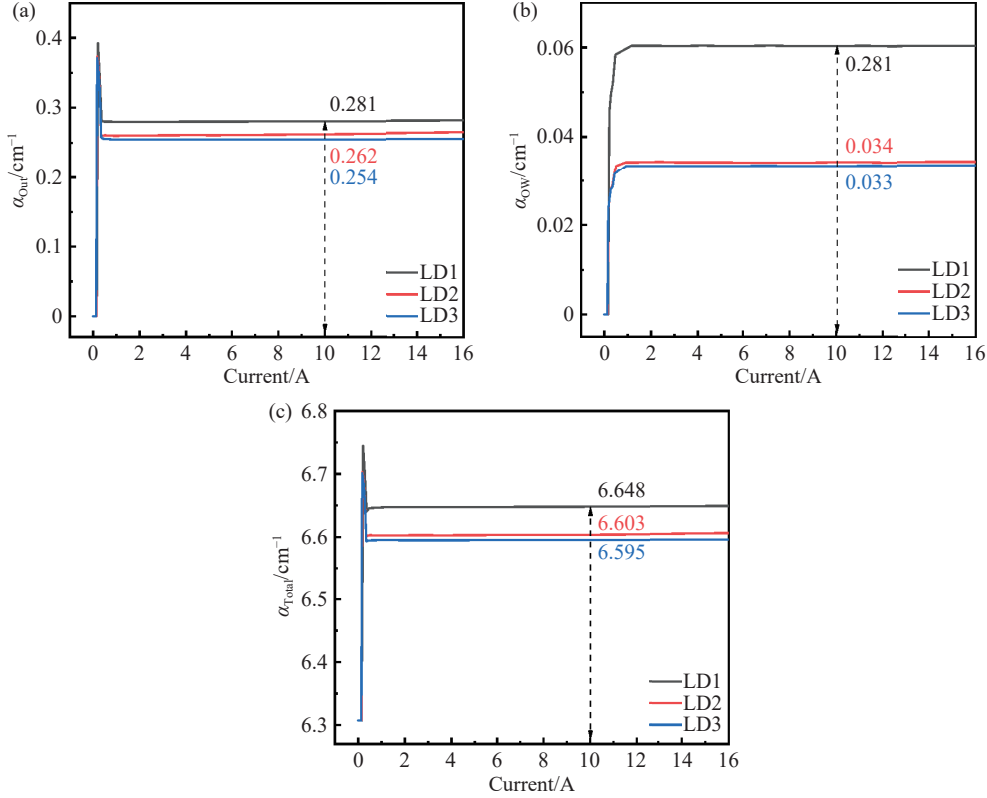 (a)
0.4
0.3
0.2
0.1
0
α_Out/cm⁻¹
0.281
0.262
0.254
LD1
LD2
LD3
0 2 4 6 8 10 12 14 16
Current/A
(b)
0.06
0.04
0.02
0
α_OW/cm⁻¹
0.281
0.034
0.033
LD1
LD2
LD3
0 2 4 6 8 10 12 14 16
Current/A
(c)
6.8
6.7
6.6
6.5
6.4
6.3
α_Total/cm⁻¹
6.648
6.603
6.595
LD1
LD2
LD3
0 2 4 6 8 10 12 14 16
Current/A